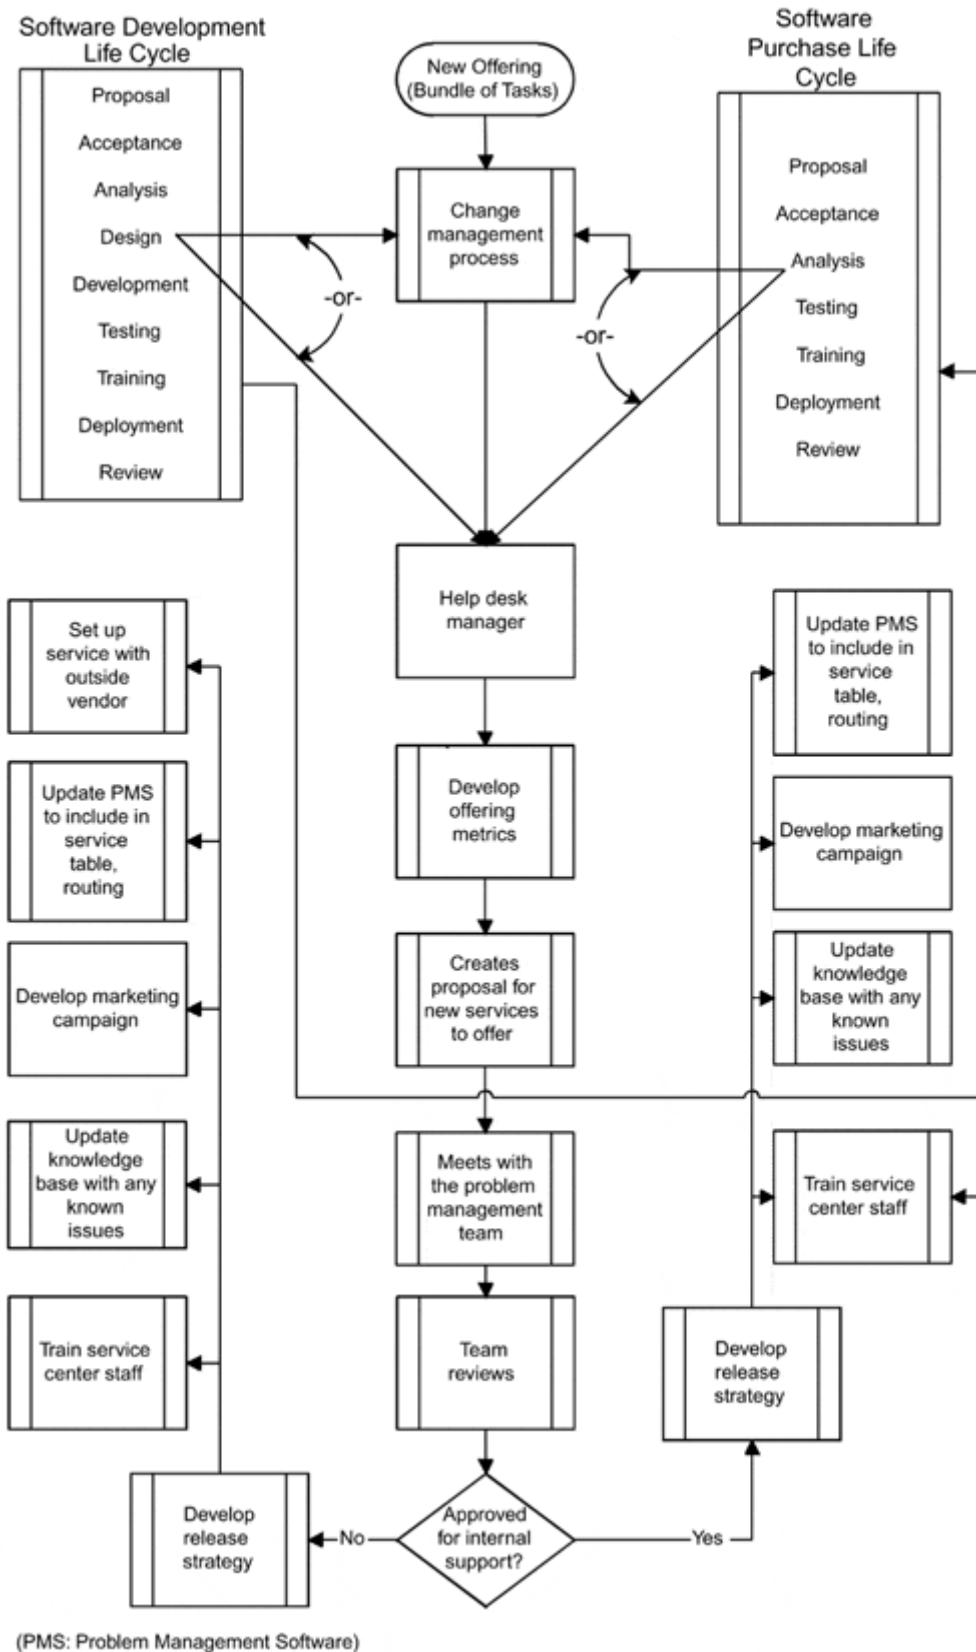 Software Development
Life Cycle
Proposal
Acceptance
Analysis
Design
Development
Testing
Training
Deployment
Review
New Offering
(Bundle of Tasks)
Change
management
process
-or-
-or-
Software
Purchase Life
Cycle
Proposal
Acceptance
Analysis
Testing
Training
Deployment
Review
Help desk
manager
Develop
offering
metrics
Creates
proposal for
new services
to offer
Meets with
the problem
management
team
Team
reviews
Approved
for internal
support?
No
Yes
Set up
service with
outside
vendor
Update PMS
to include in
service
table,
routing
Develop marketing
campaign
Update
knowledge
base with any
known
issues
Train service
center staff
Develop
release
strategy
Update PMS
to include in
service
table,
routing
Develop marketing
campaign
Update
knowledge
base with any
known
issues
Train service
center staff
Develop
release
strategy
(PMS: Problem Management Software)